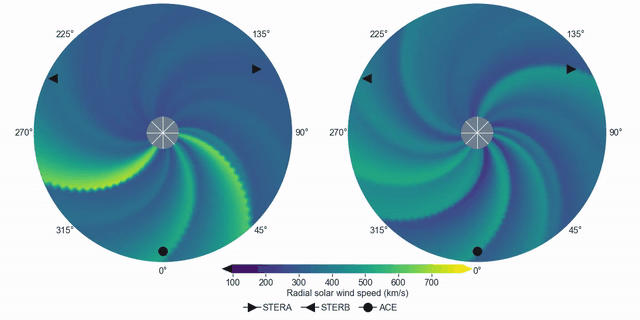 225° 135° 225° 135°
270° 90° 270° 90°
315° 45° 315° 45°
0° 0°
100 200 300 400 500 600 700
Radial solar wind speed (km/s)
STERA STERB ACE